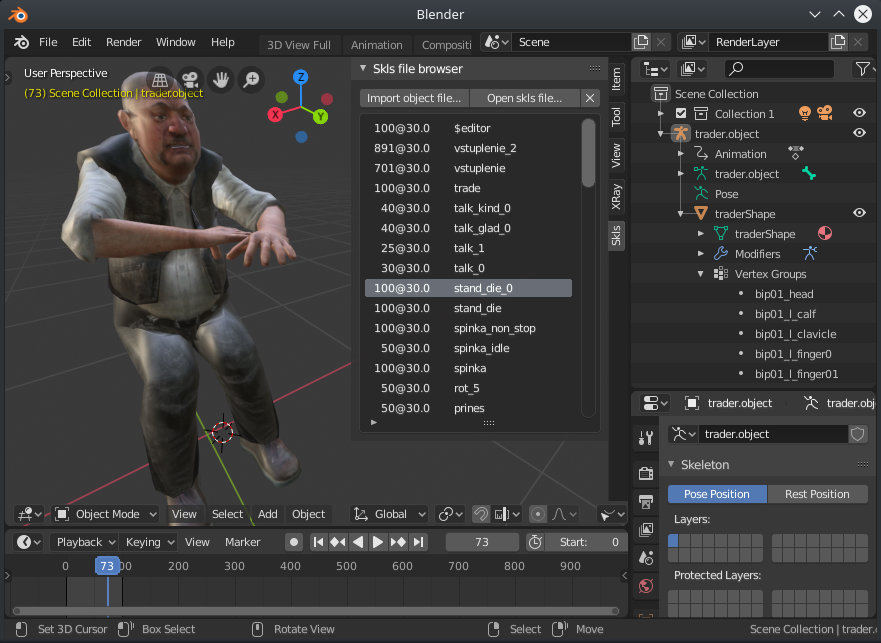 Blender
File Edit Render Window Help 3D View Full Animation Compositi Scene RenderLayer
User Perspective
(73) Scene Collection | trader.object
Z
X
Y
Skls file browser
Import object file... Open skls file...
100@30.0 $editor
891@30.0 vstuplenie_2
701@30.0 vstuplenie
100@30.0 trade
40@30.0 talk_kind_0
40@30.0 talk_glad_0
25@30.0 talk_1
30@30.0 talk_0
100@30.0 stand_die_0
100@30.0 stand_die
100@30.0 spinka_non_stop
50@30.0 spinka_idle
100@30.0 spinka
50@30.0 rot_5
50@30.0 prines
Item
Tool
View
XRay
Skls
Scene Collection
Collection 1
trader.object
Animation
trader.object
Pose
traderShape
traderShape
Modifiers
Vertex Groups
bip01_head
bip01_l_calf
bip01_l_clavicle
bip01_l_finger0
bip01_l_finger01
trader.object trader.obj
trader.object
Skeleton
Pose Position Rest Position
Layers:
Protected Layers:
Object Mode View Select Add Object Global
Playback Keying View Marker 73 Start: 0
0 73 00 200 300 400 500 600 700 800 900
Set 3D Cursor Box Select Rotate View Select Move Scene Collection | trader.